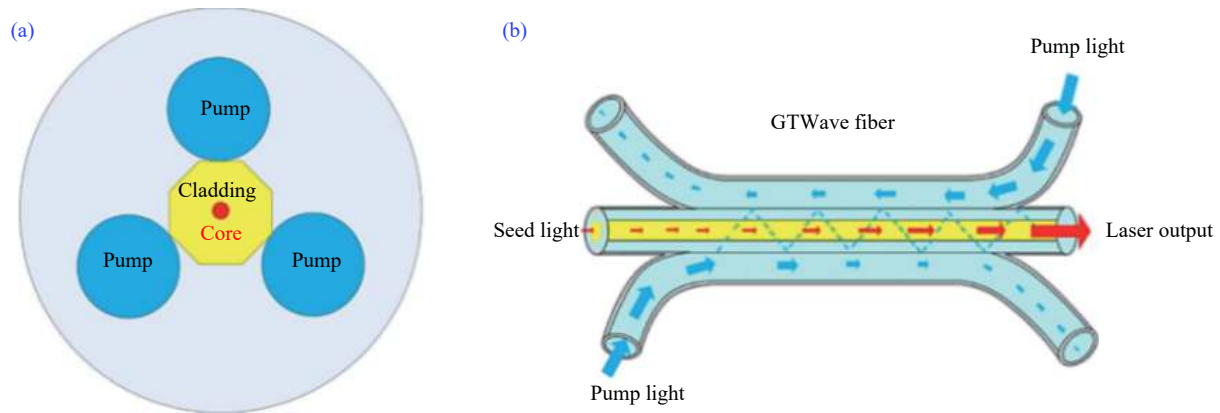 (a)
Pump
Cladding
Core
Pump
Pump
(b)
Pump light
GTWave fiber
Seed light
Laser output
Pump light